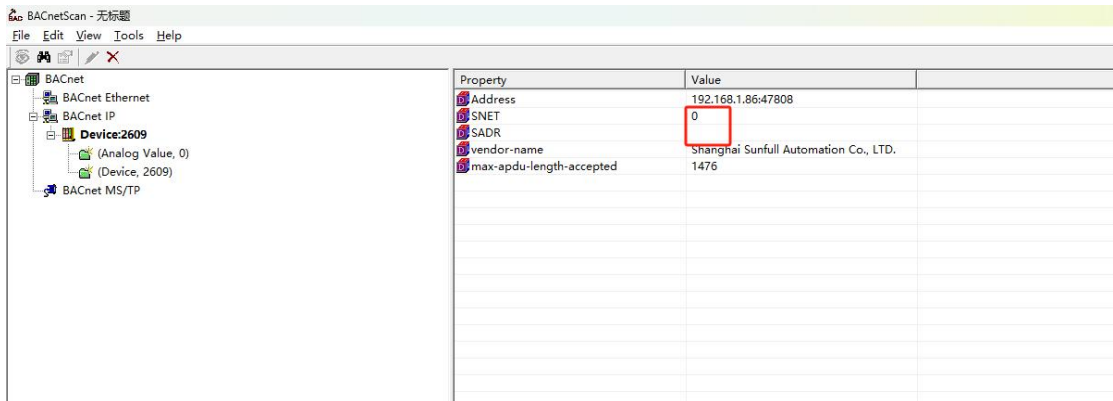 BACnetScan - 无标题
File Edit View Tools Help
BACnet
BACnet Ethernet
BACnet IP
Device:2609
(Analog Value, 0)
(Device, 2609)
BACnet MS/TP
Property Value
Address 192.168.1.86:47808
SNET 0
SADR
vendor-name Shanghai Sunfull Automation Co., LTD.
max-apdu-length-accepted 1476